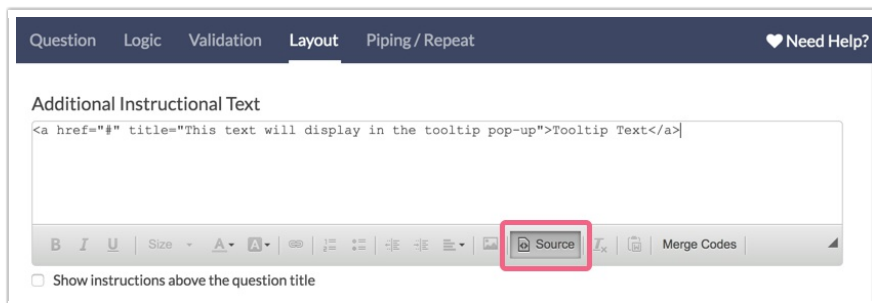 Question Logic Validation Layout Piping / Repeat Need Help?
Additional Instructional Text
<a href="#" title="This text will display in the tooltip pop-up">Tooltip Text</a>
B I U Size A A Source Merge Codes
Show instructions above the question title